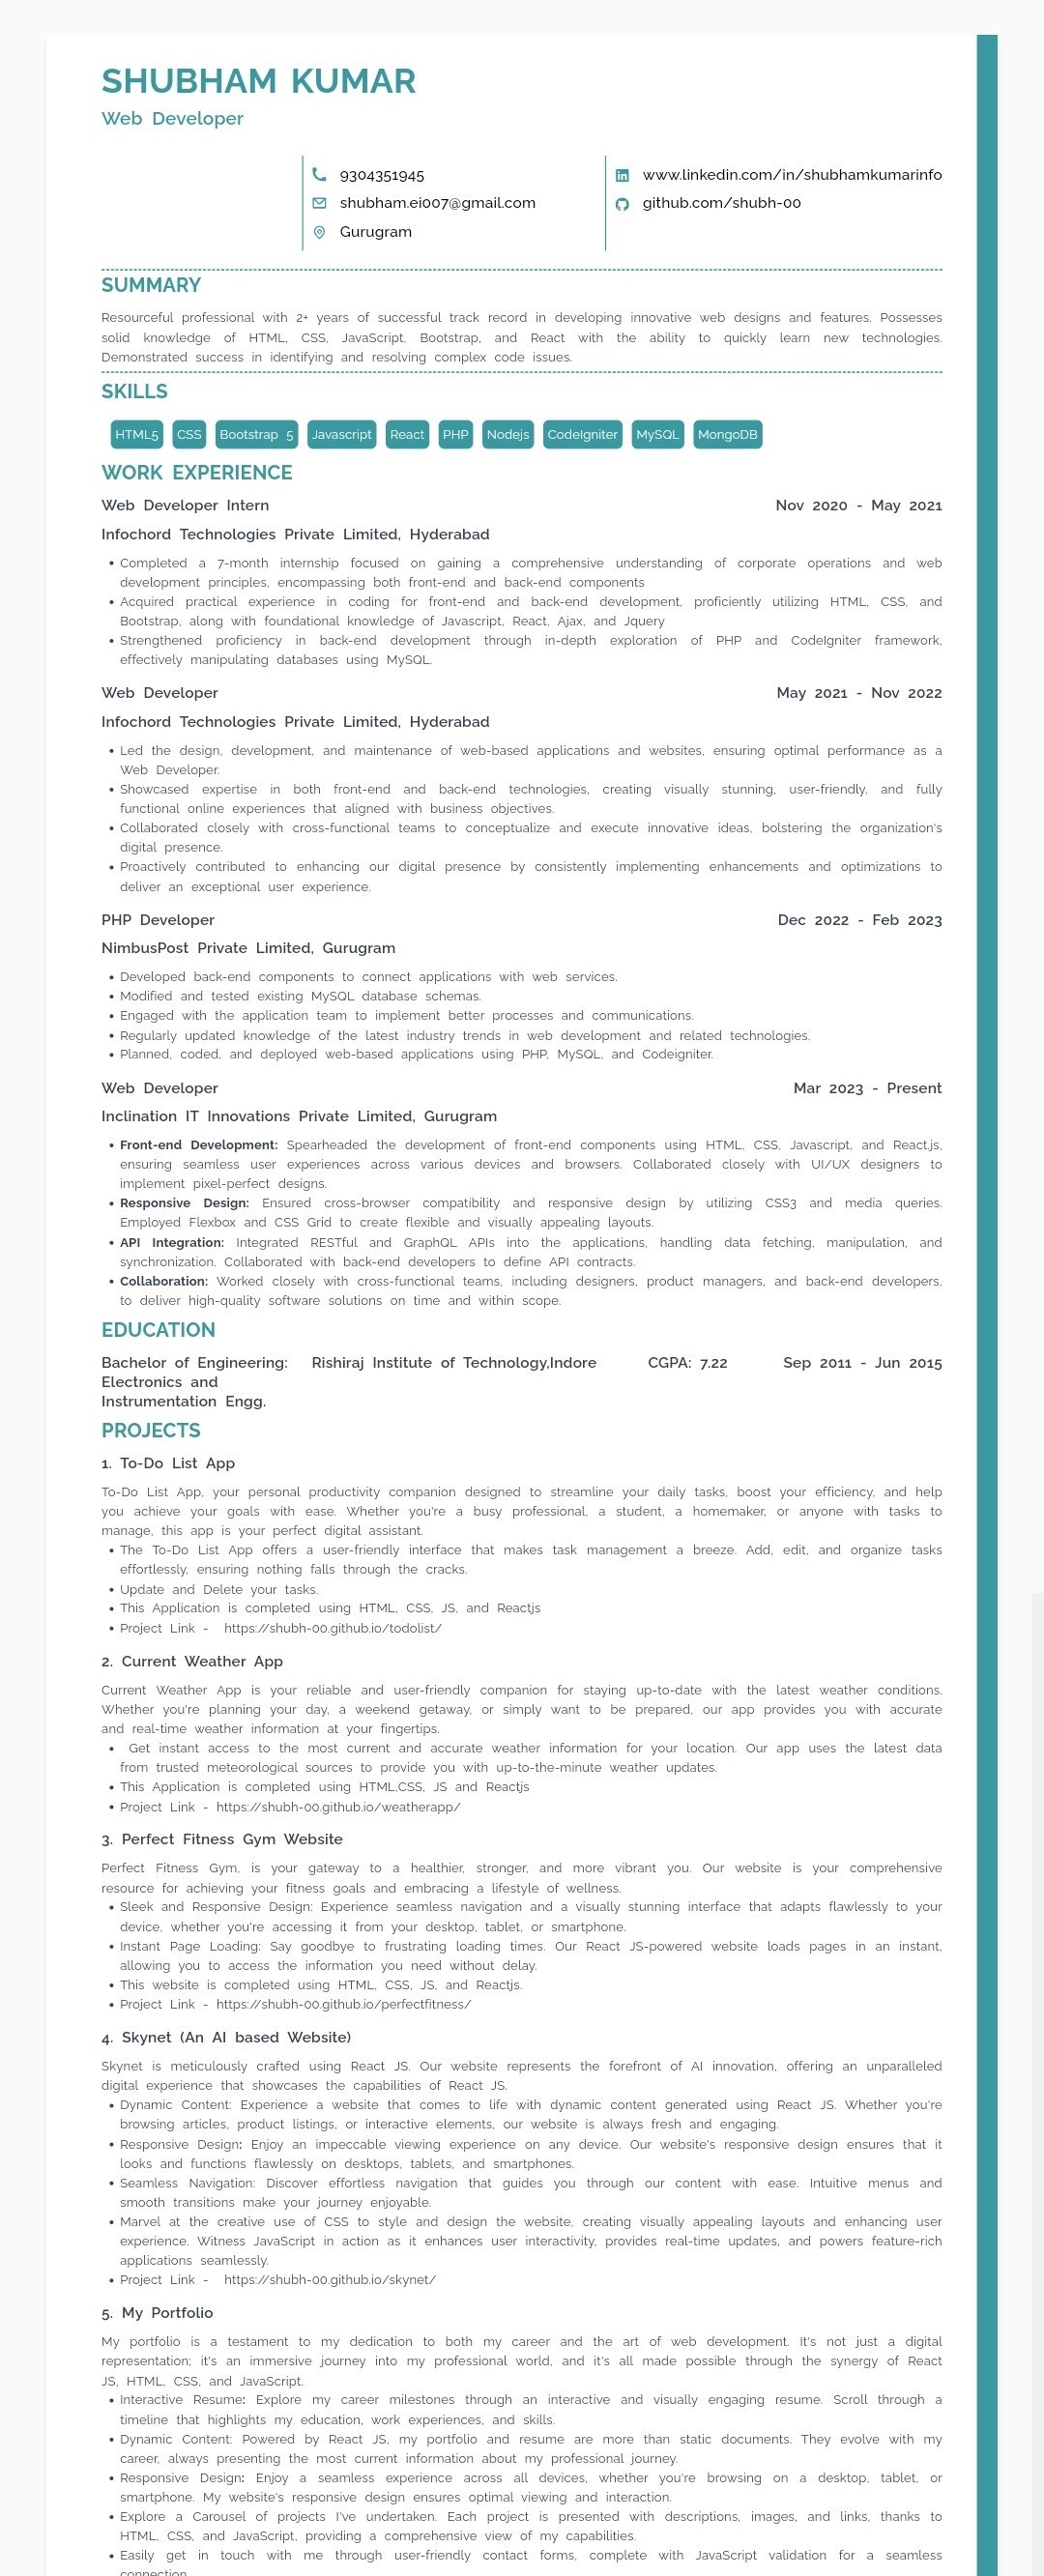 SHUBHAM KUMAR
Web Developer
9304351945
shubham.ei007@gmail.com
Gurugram
www.linkedin.com/in/shubhamkumarinfo
github.com/shubh-00
SUMMARY
Resourceful professional with 2+ years of successful track record in developing innovative web designs and features. Possesses
solid knowledge of HTML, CSS, JavaScript, Bootstrap, and React with the ability to quickly learn new technologies.
Demonstrated success in identifying and resolving complex code issues.
SKILLS
HTML5 CSS Bootstrap 5 Javascript React PHP Nodejs CodeIgniter MySQL MongoDB
WORK EXPERIENCE
Web Developer Intern Nov 2020 - May 2021
Infochord Technologies Private Limited, Hyderabad
• Completed a 7-month internship focused on gaining a comprehensive understanding of corporate operations and web
development principles, encompassing both front-end and back-end components
• Acquired practical experience in coding for front-end and back-end development, proficiently utilizing HTML, CSS, and
Bootstrap, along with foundational knowledge of Javascript, React, Ajax, and Jquery
• Strengthened proficiency in back-end development through in-depth exploration of PHP and CodeIgniter framework,
effectively manipulating databases using MySQL.
Web Developer May 2021 - Nov 2022
Infochord Technologies Private Limited, Hyderabad
• Led the design, development, and maintenance of web-based applications and websites, ensuring optimal performance as a
Web Developer.
• Showcased expertise in both front-end and back-end technologies, creating visually stunning, user-friendly, and fully
functional online experiences that aligned with business objectives.
• Collaborated closely with cross-functional teams to conceptualize and execute innovative ideas, bolstering the organization's
digital presence.
• Proactively contributed to enhancing our digital presence by consistently implementing enhancements and optimizations to
deliver an exceptional user experience.
PHP Developer Dec 2022 - Feb 2023
NimbusPost Private Limited, Gurugram
• Developed back-end components to connect applications with web services.
• Modified and tested existing MySQL database schemas.
• Engaged with the application team to implement better processes and communications.
• Regularly updated knowledge of the latest industry trends in web development and related technologies.
• Planned, coded, and deployed web-based applications using PHP, MySQL, and Codeigniter.
Web Developer Mar 2023 - Present
Inclination IT Innovations Private Limited, Gurugram
• Front-end Development: Spearheaded the development of front-end components using HTML, CSS, Javascript, and React.js,
ensuring seamless user experiences across various devices and browsers. Collaborated closely with UI/UX designers to
implement pixel-perfect designs.
• Responsive Design: Ensured cross-browser compatibility and responsive design by utilizing CSS3 and media queries.
Employed Flexbox and CSS Grid to create flexible and visually appealing layouts.
• API Integration: Integrated RESTful and GraphQL APIs into the applications, handling data fetching, manipulation, and
synchronization. Collaborated with back-end developers to define API contracts.
• Collaboration: Worked closely with cross-functional teams, including designers, product managers, and back-end developers,
to deliver high-quality software solutions on time and within scope.
EDUCATION
Bachelor of Engineering: Rishiraj Institute of Technology,Indore CGPA: 7.22 Sep 2011 - Jun 2015
Electronics and
Instrumentation Engg.
PROJECTS
1. To-Do List App
To-Do List App, your personal productivity companion designed to streamline your daily tasks, boost your efficiency, and help
you achieve your goals with ease. Whether you're a busy professional, a student, a homemaker, or anyone with tasks to
manage, this app is your perfect digital assistant.
• The To-Do List App offers a user-friendly interface that makes task management a breeze. Add, edit, and organize tasks
effortlessly, ensuring nothing falls through the cracks.
• Update and Delete your tasks.
• This Application is completed using HTML, CSS, JS, and Reactjs
• Project Link - https://shubh-00.github.io/todolist/
2. Current Weather App
Current Weather App is your reliable and user-friendly companion for staying up-to-date with the latest weather conditions.
Whether you're planning your day, a weekend getaway, or simply want to be prepared, our app provides you with accurate
and real-time weather information at your fingertips.
• Get instant access to the most current and accurate weather information for your location. Our app uses the latest data
from trusted meteorological sources to provide you with up-to-the-minute weather updates.
• This Application is completed using HTML,CSS, JS and Reactjs
• Project Link - https://shubh-00.github.io/weatherapp/
3. Perfect Fitness Gym Website
Perfect Fitness Gym, is your gateway to a healthier, stronger, and more vibrant you. Our website is your comprehensive
resource for achieving your fitness goals and embracing a lifestyle of wellness.
• Sleek and Responsive Design: Experience seamless navigation and a visually stunning interface that adapts flawlessly to your
device, whether you're accessing it from your desktop, tablet, or smartphone.
• Instant Page Loading: Say goodbye to frustrating loading times. Our React JS-powered website loads pages in an instant,
allowing you to access the information you need without delay.
• This website is completed using HTML, CSS, JS, and Reactjs.
• Project Link - https://shubh-00.github.io/perfectfitness/
4. Skynet (An AI based Website)
Skynet is meticulously crafted using React JS. Our website represents the forefront of AI innovation, offering an unparalleled
digital experience that showcases the capabilities of React JS.
• Dynamic Content: Experience a website that comes to life with dynamic content generated using React JS. Whether you're
browsing articles, product listings, or interactive elements, our website is always fresh and engaging.
• Responsive Design: Enjoy an impeccable viewing experience on any device. Our website's responsive design ensures that it
looks and functions flawlessly on desktops, tablets, and smartphones.
• Seamless Navigation: Discover effortless navigation that guides you through our content with ease. Intuitive menus and
smooth transitions make your journey enjoyable.
• Marvel at the creative use of CSS to style and design the website, creating visually appealing layouts and enhancing user
experience. Witness JavaScript in action as it enhances user interactivity, provides real-time updates, and powers feature-rich
applications seamlessly.
• Project Link - https://shubh-00.github.io/skynet/
5. My Portfolio
My portfolio is a testament to my dedication to both my career and the art of web development. It's not just a digital
representation; it's an immersive journey into my professional world, and it's all made possible through the synergy of React
JS, HTML, CSS, and JavaScript.
• Interactive Resume: Explore my career milestones through an interactive and visually engaging resume. Scroll through a
timeline that highlights my education, work experiences, and skills.
• Dynamic Content: Powered by React JS, my portfolio and resume are more than static documents. They evolve with my
career, always presenting the most current information about my professional journey.
• Responsive Design: Enjoy a seamless experience across all devices, whether you're browsing on a desktop, tablet, or
smartphone. My website's responsive design ensures optimal viewing and interaction.
• Explore a Carousel of projects I've undertaken. Each project is presented with descriptions, images, and links, thanks to
HTML, CSS, and JavaScript, providing a comprehensive view of my capabilities.
• Easily get in touch with me through user-friendly contact forms, complete with JavaScript validation for a seamless
connection.